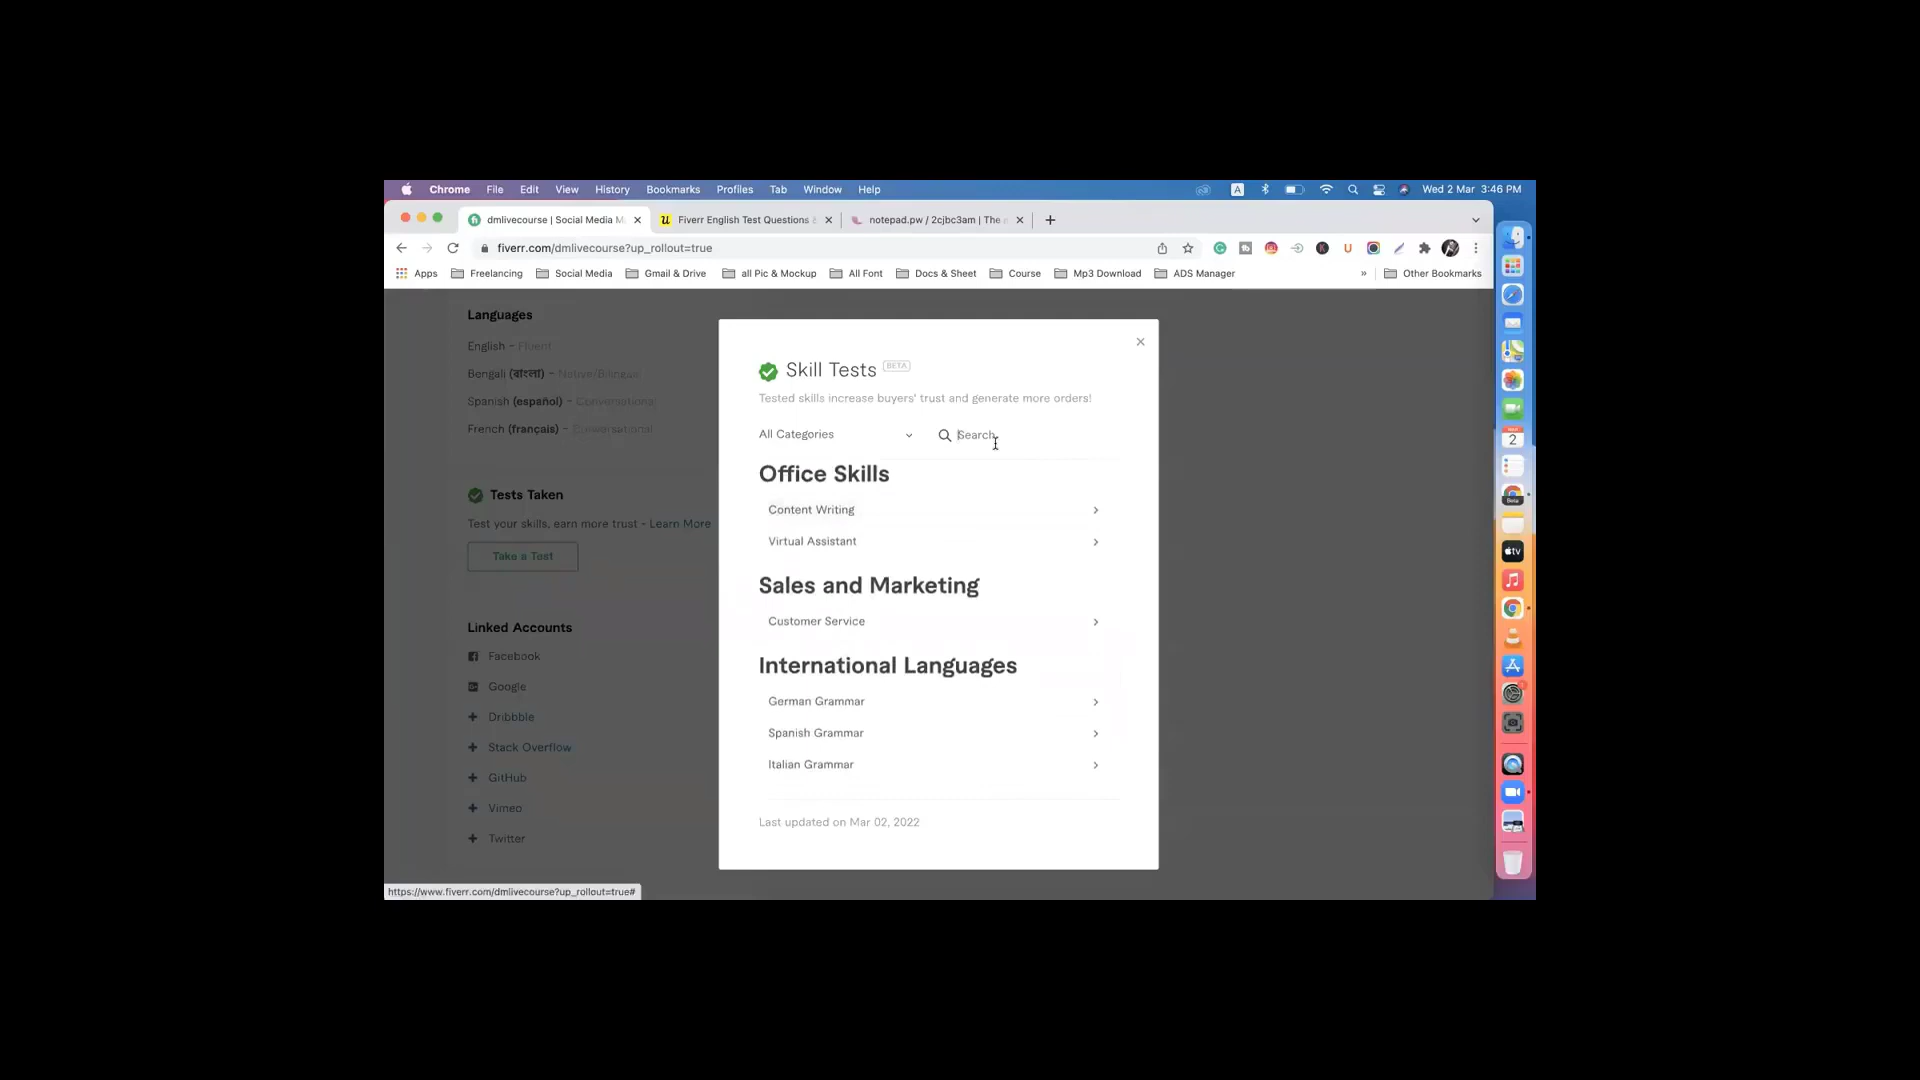 Chrome File Edit View History Bookmarks Profiles Tab Window Help A Wed 2 Mar 3:46 PM
dmlivecourse | Social Media M Fiverr English Test Questions & notepad.pw / 2cjbc3am | The
fiverr.com/dmlivecourse?up_rollout=true
Apps Freelancing Social Media Gmail & Drive all Pic & Mockup All Font Docs & Sheet Course Mp3 Download ADS Manager » Other Bookmarks
Languages
English - Fluent
Bengali (বাংলা) - Native/Bilingual
Spanish (español) - Conversational
French (français) - Conversational
Tests Taken
Test your skills, earn more trust - Learn More
Take a Test
Linked Accounts
Facebook
Google
Dribbble
Stack Overflow
GitHub
Vimeo
Twitter
Skill Tests BETA
Tested skills increase buyers' trust and generate more orders!
All Categories Search
Office Skills
Content Writing
Virtual Assistant
Sales and Marketing
Customer Service
International Languages
German Grammar
Spanish Grammar
Italian Grammar
Last updated on Mar 02, 2022
https://www.fiverr.com/dmlivecourse?up_rollout=true#
tv
2